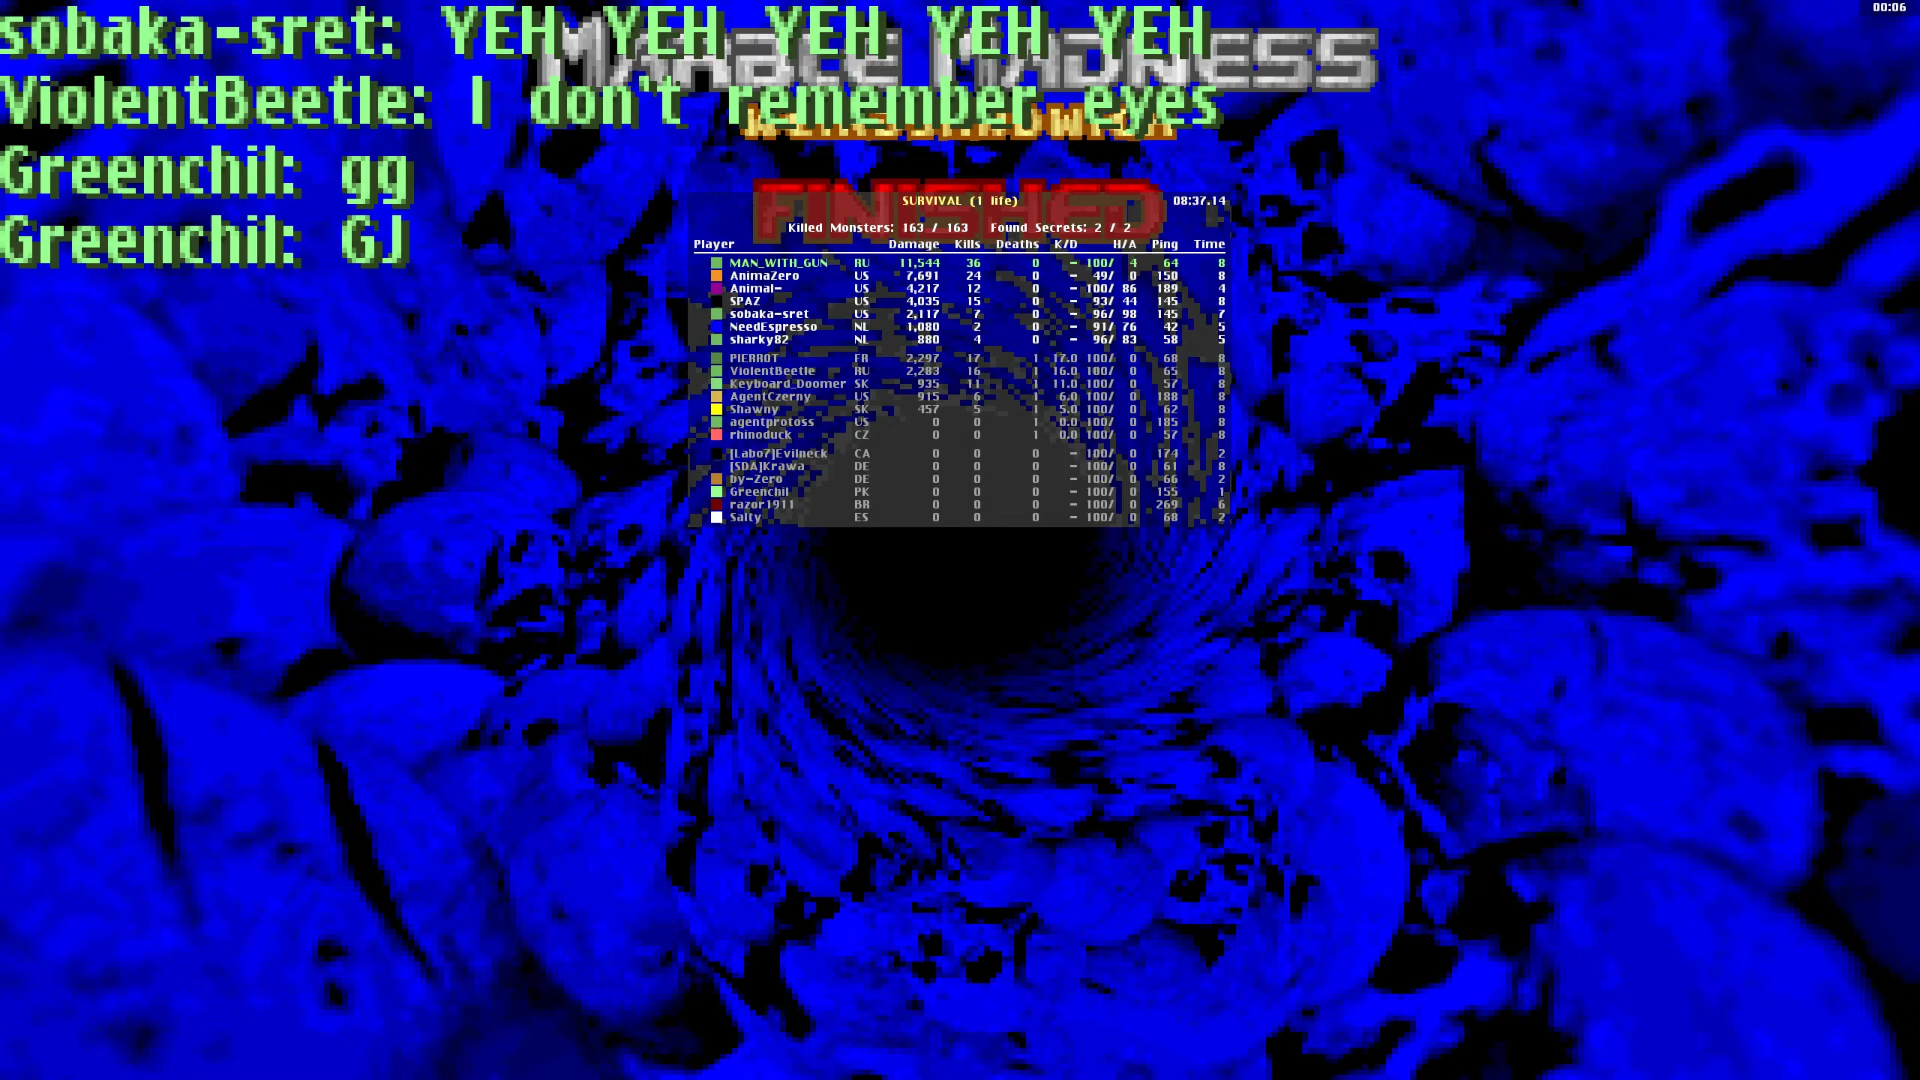 00:06
sobaka-sret: YEH YEH YEH YEH YEH
Marble Madness
ViolentBeetle: I don't remember eyes
Greenchil: gg
FINISHED
Greenchil: GJ
SURVIVAL (1 life) 08:37.14
Killed Monsters: 163 / 163 Found Secrets: 2 / 2
Player Damage Kills Deaths K/D H/A Ping Time
MAN_WITH_GUN RU 11,544 36 0 - 100/ 4 64 8
AnimaZero US 7,691 24 0 - 49/ 0 150 8
Animal- US 4,217 12 0 - 100/ 86 189 4
SPAZ US 4,035 15 0 - 93/ 44 145 8
sobaka-sret US 2,117 7 0 - 96/ 98 145 7
NeedEspresso NL 1,080 2 0 - 91/ 76 42 5
sharky82 NL 880 4 0 - 96/ 83 58 5
PIERROT FR 2,297 17 1 17.0 100/ 0 68 8
ViolentBeetle RU 2,283 16 1 16.0 100/ 0 65 8
Keyboard_Doomer SK 935 11 1 11.0 100/ 0 57 8
AgentCzerny US 915 6 1 6.0 100/ 0 188 8
Shawny SK 457 5 1 5.0 100/ 0 62 8
agentprotoss US 0 0 1 0.0 100/ 0 185 8
rhinoduck CZ 0 0 1 0.0 100/ 0 57 8
[Labo7]Evilneck CA 0 0 0 - 100/ 0 174 2
[SDA]Krawa DE 0 0 0 - 100/ 0 61 8
by-Zero DE 0 0 0 - 100/ 0 66 2
Greenchil PK 0 0 0 - 100/ 0 155 1
razor1911 BR 0 0 0 - 100/ 0 269 6
Salty ES 0 0 0 - 100/ 0 68 2